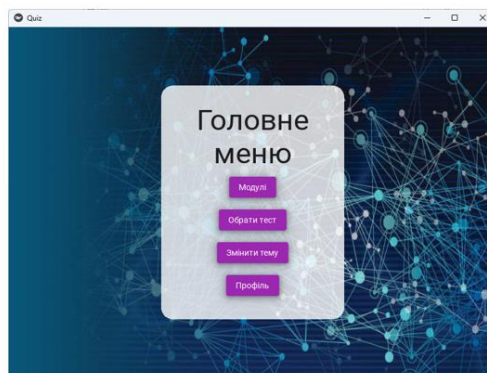 Quiz
Головне
меню
Модулі
Обрати тест
Змінити тему
Профіль